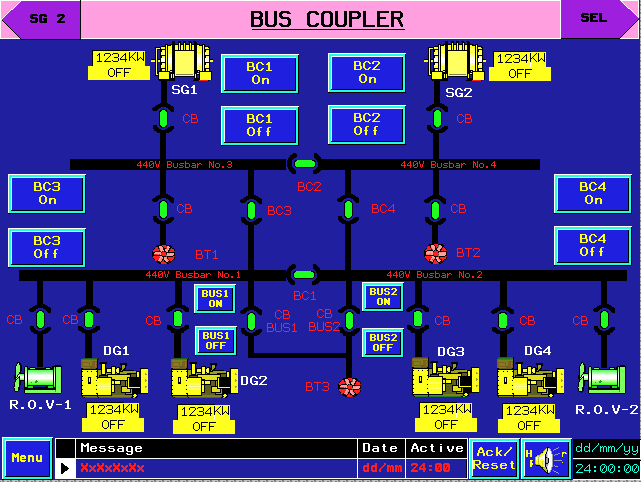 SG 2
BUS COUPLER
SEL
1234KW
OFF
SG1
BC1
On
BC2
On
SG2
1234KW
OFF
CB
BC1
Off
BC2
Off
CB
440V Busbar No.3
440V Busbar No.4
BC2
BC3
On
BC4
On
CB
BC3
BC4
CB
BC3
Off
BT1
BT2
BC4
Off
440V Busbar No.1
440V Busbar No.2
BC1
BUS1
ON
BUS2
ON
CB
CB
CB
CB
BUS1
CB
BUS2
CB
CB
CB
BUS1
OFF
BUS2
OFF
DG1
DG2
DG3
DG4
BT3
R.O.V-1
R.O.V-2
1234KW
OFF
1234KW
OFF
1234KW
OFF
1234KW
OFF
Menu
Message
Date
Active
Ack/
Reset
H r
dd/mm/yy
XxXxXxXx
dd/mm
24:00
24:00:00